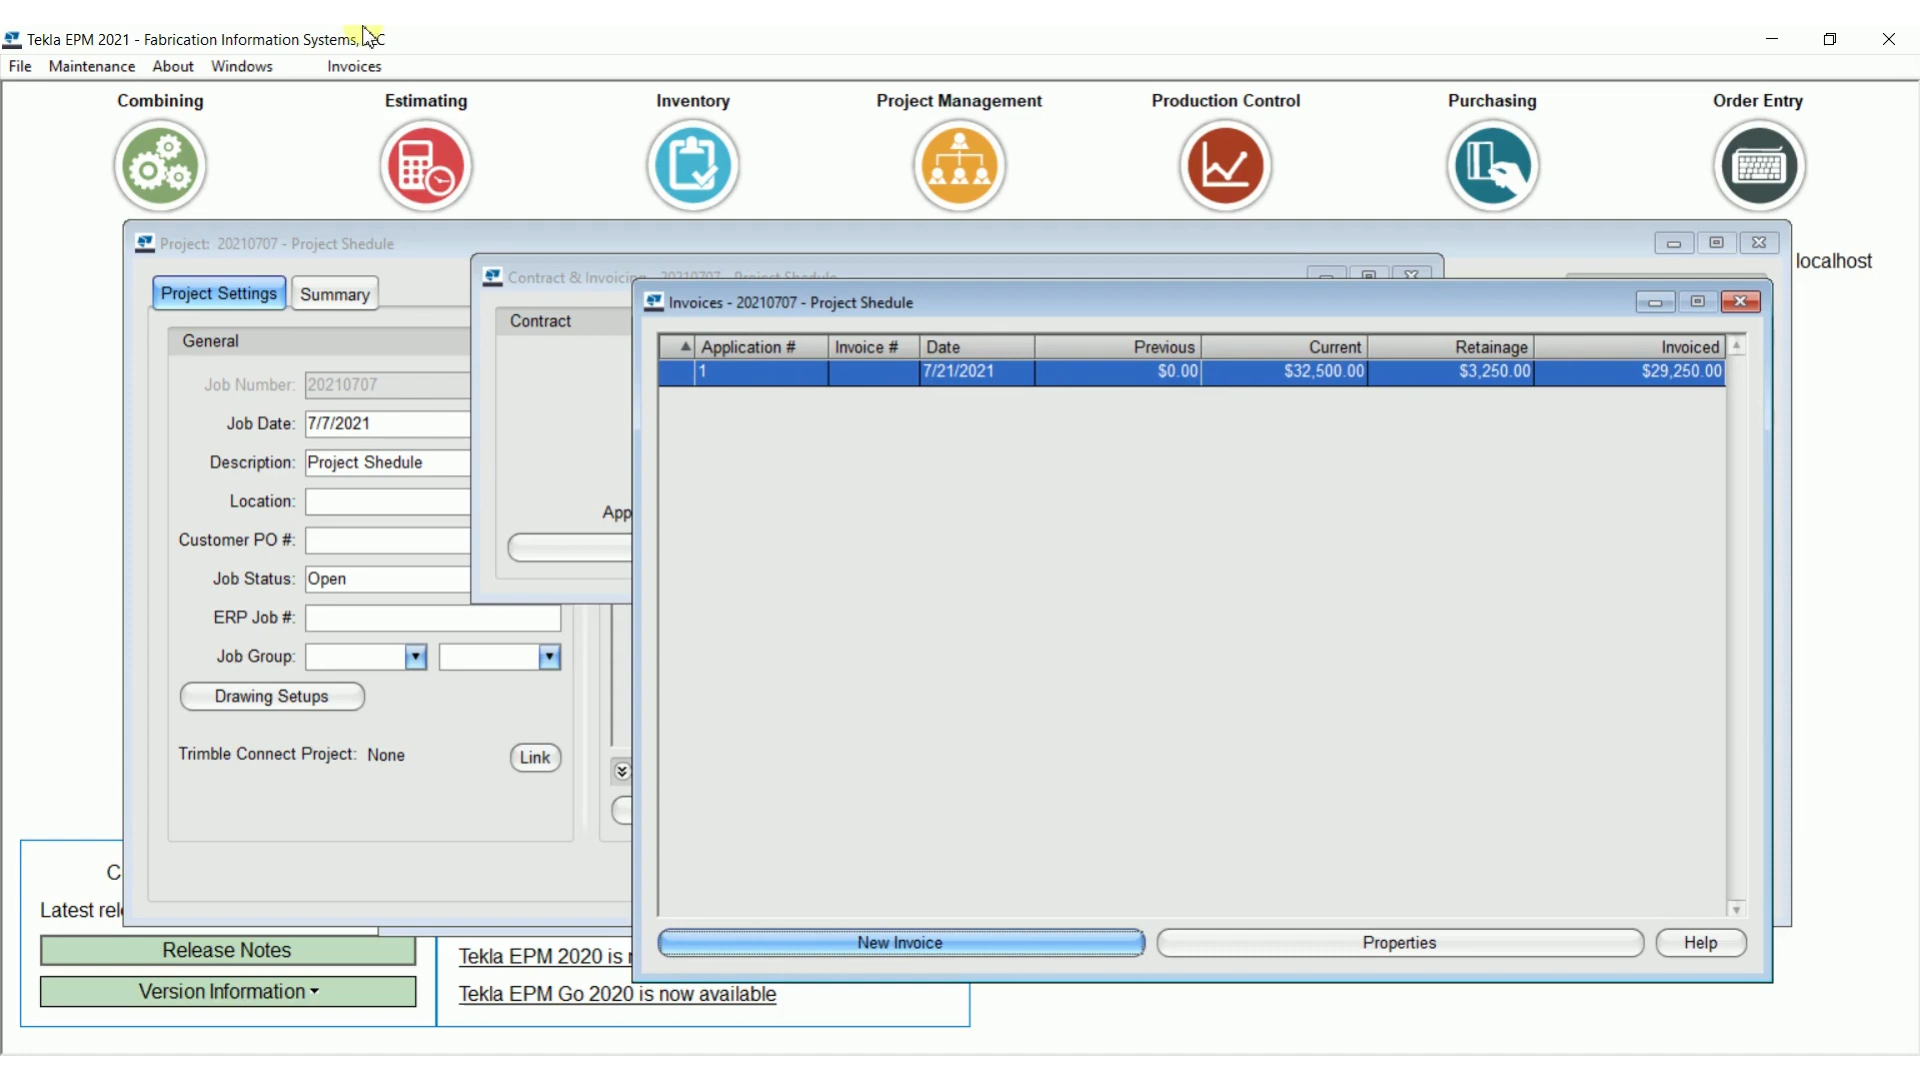 Tekla EPM 2021 - Fabrication Information Systems, LLC
File Maintenance About Windows Invoices
Combining Estimating Inventory Project Management Production Control Purchasing Order Entry
localhost
Project: 20210707 - Project Shedule
Project Settings Summary
General
Job Number: 20210707
Job Date: 7/7/2021
Description: Project Shedule
Location:
Customer PO #:
Job Status: Open
ERP Job #:
Job Group:
Drawing Setups
Trimble Connect Project: None Link
Contract & Invoicing - 20210707 - Project Shedule
Contract
App
Invoices - 20210707 - Project Shedule
Application # Invoice # Date Previous Current Retainage Invoiced
1 7/21/2021 $0.00 $32,500.00 $3,250.00 $29,250.00
New Invoice Properties Help
C
Latest rel
Release Notes
Version Information
Tekla EPM 2020 is
Tekla EPM Go 2020 is now available